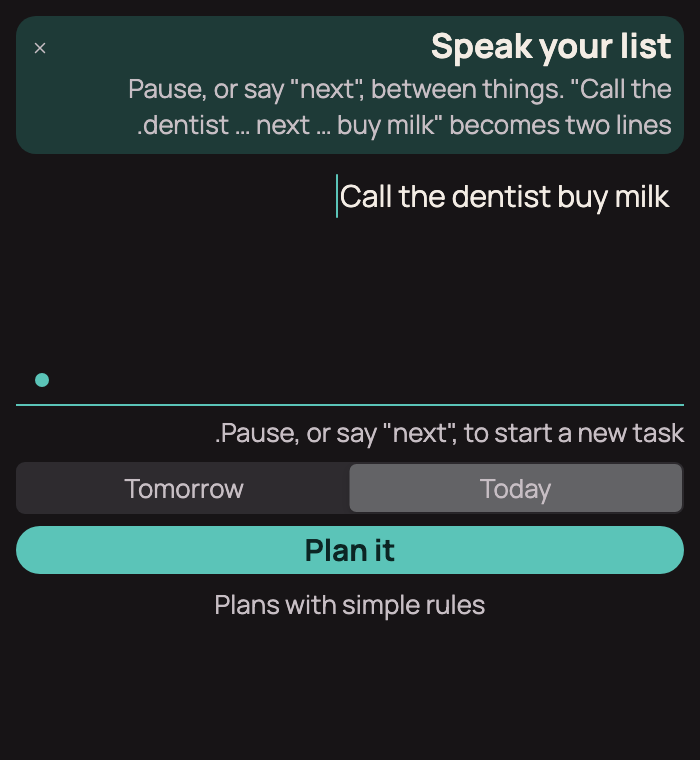 Speak your list
×
Pause, or say "next", between things. "Call the
dentist ... next ... buy milk" becomes two lines.
Call the dentist buy milk
Pause, or say "next", to start a new task.
Today
Tomorrow
Plan it
Plans with simple rules